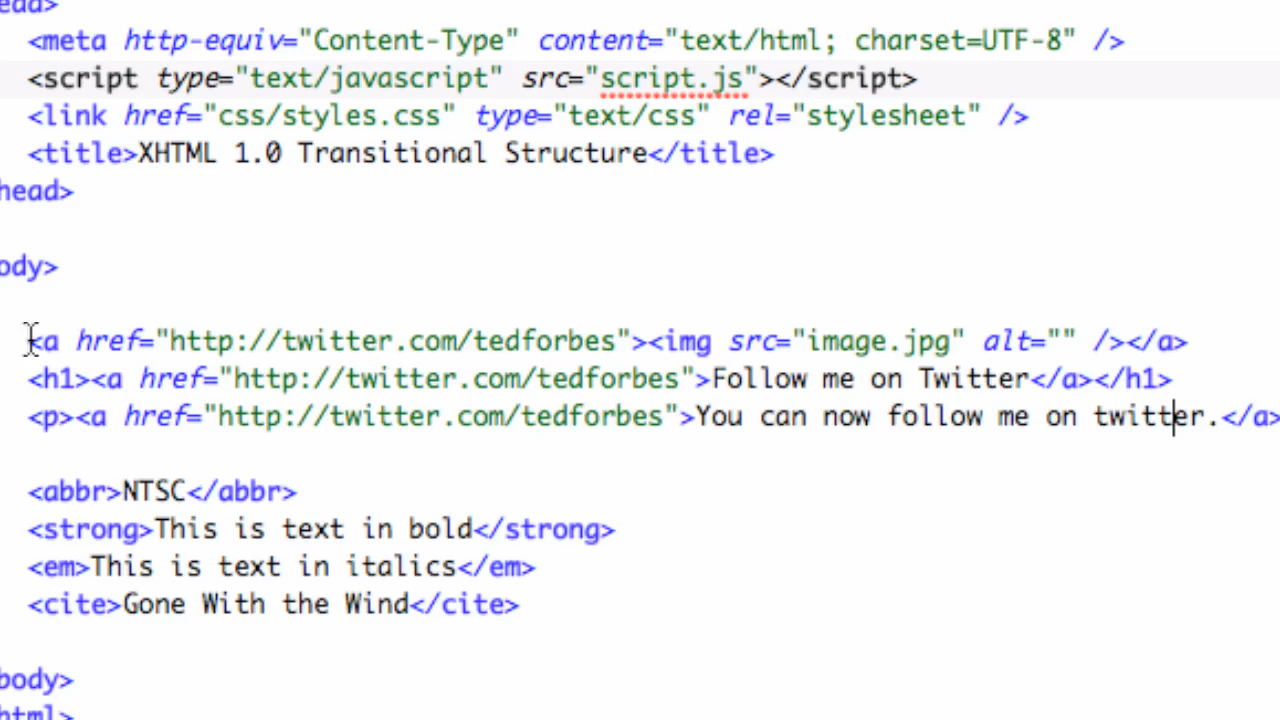 ead>
<meta http-equiv="Content-Type" content="text/html; charset=UTF-8" />
<script type="text/javascript" src="script.js"></script>
<link href="css/styles.css" type="text/css" rel="stylesheet" />
<title>XHTML 1.0 Transitional Structure</title>
head>
ody>
<a href="http://twitter.com/tedforbes"><img src="image.jpg" alt="" /></a>
<h1><a href="http://twitter.com/tedforbes">Follow me on Twitter</a></h1>
<p><a href="http://twitter.com/tedforbes">You can now follow me on twitter.</a>
<abbr>NTSC</abbr>
<strong>This is text in bold</strong>
<em>This is text in italics</em>
<cite>Gone With the Wind</cite>
body>
html>